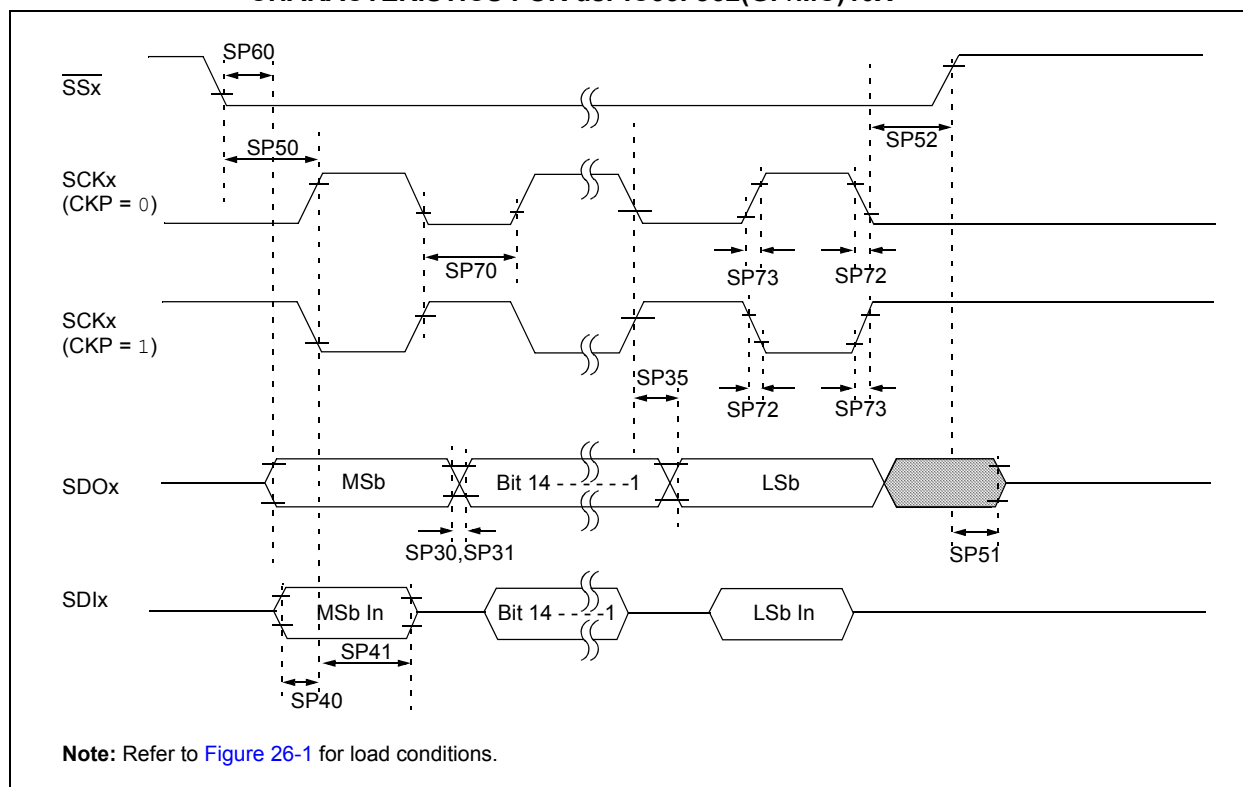 SP60
SSx
SP50
SP52
SCKx
(CKP = 0)
SP70
SP73
SP72
SCKx
(CKP = 1)
SP35
SP72
SP73
SDOx
MSb
Bit 14 - - - - - -1
LSb
SP30,SP31
SP51
SDIx
MSb In
Bit 14 - - - -1
LSb In
SP41
SP40
Note: Refer to Figure 26-1 for load conditions.